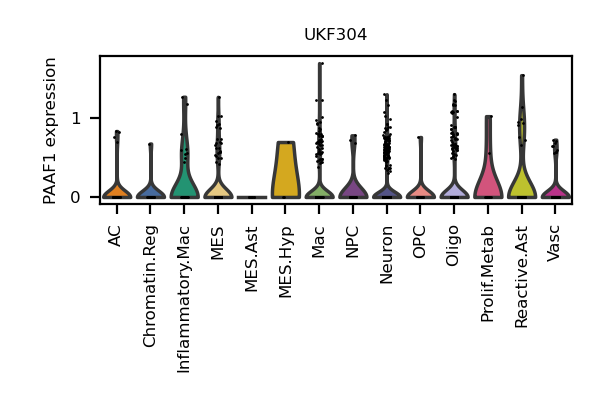 UKF304
PAAF1 expression
1
0
AC
Chromatin.Reg
Inflammatory.Mac
MES
MES.Ast
MES.Hyp
Mac
NPC
Neuron
OPC
Oligo
Prolif.Metab
Reactive.Ast
Vasc